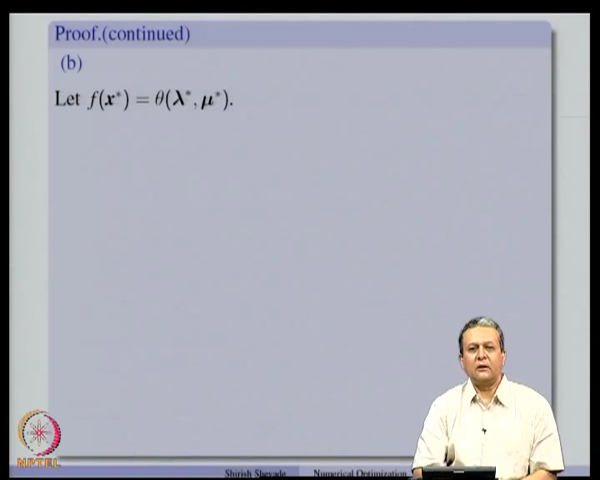 Proof.(continued)
(b)
Let f(x*) = θ(λ*, μ*).
NPTEL
Shirish Shevade Numerical Optimization